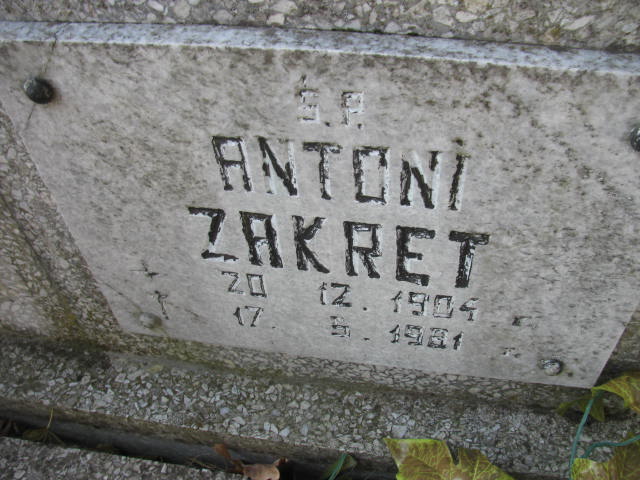 Ś. P.
ANTONI
ZAKRET
20 12. 1904 r.
17. 5. 1981 r.